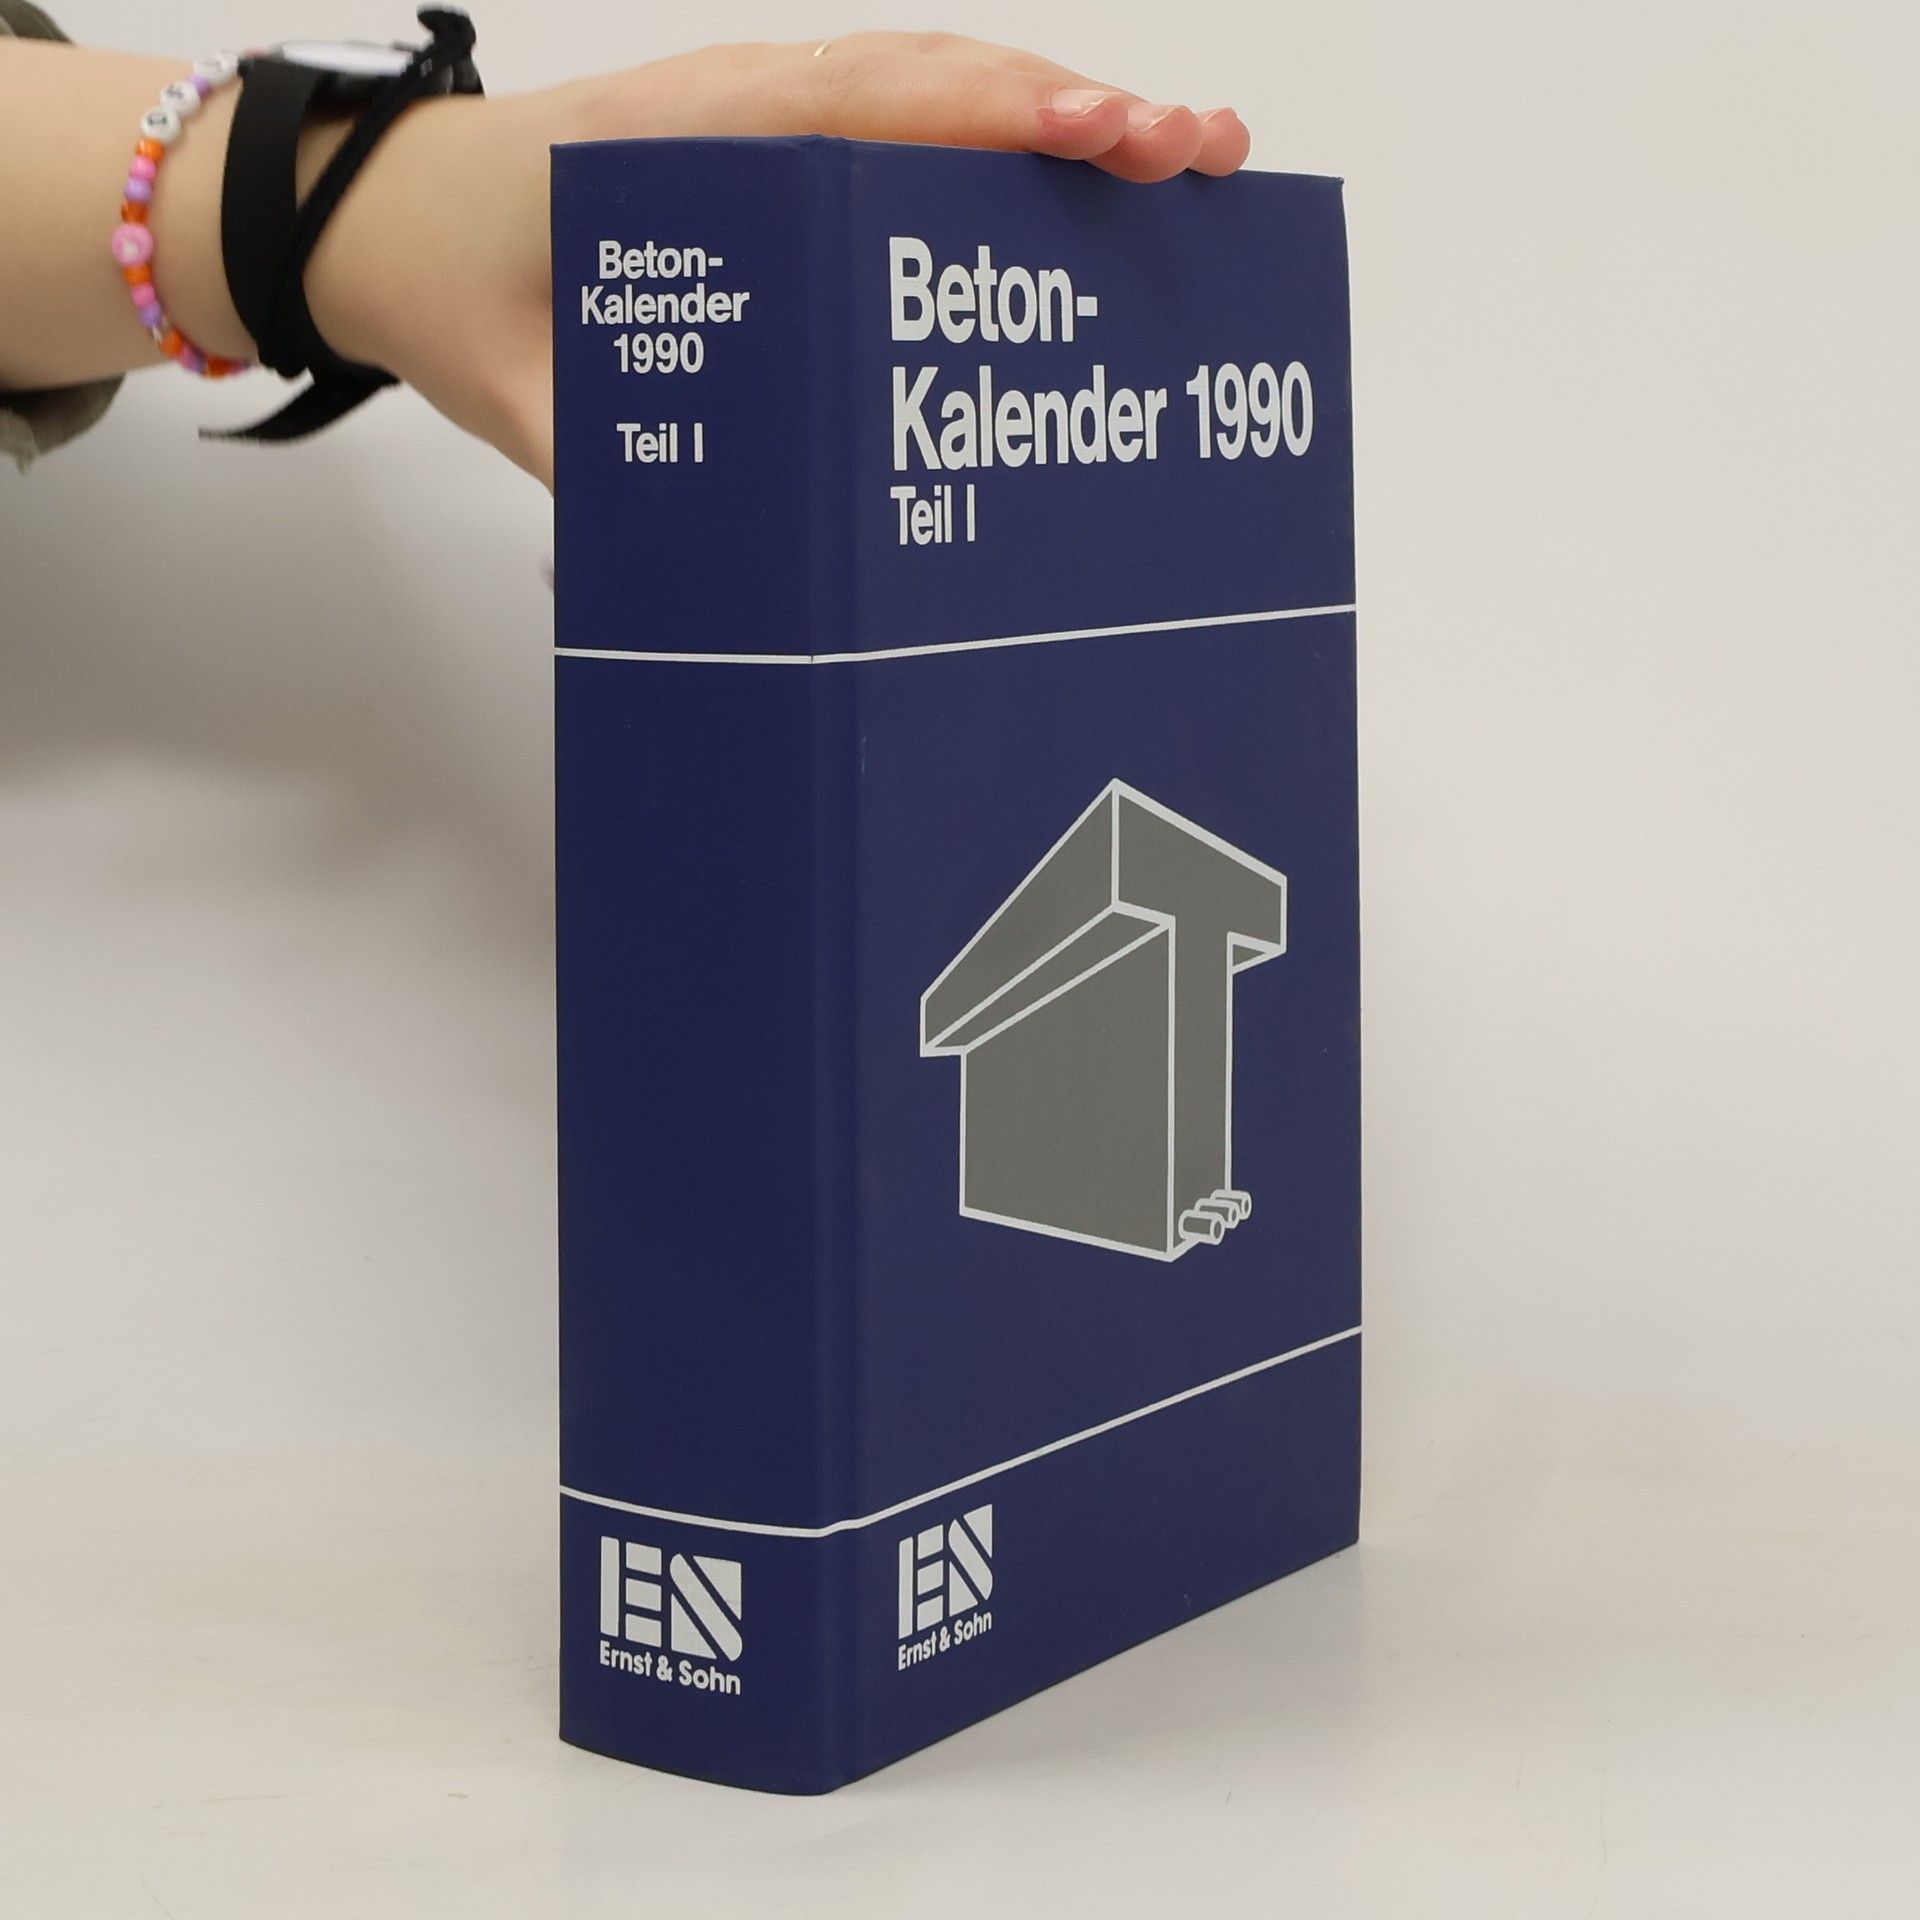 Beton-
Kalender
1990
Teil I
ES
Ernst & Sohn
Beton-
Kalender 1990
Teil I
ES
Ernst & Sohn